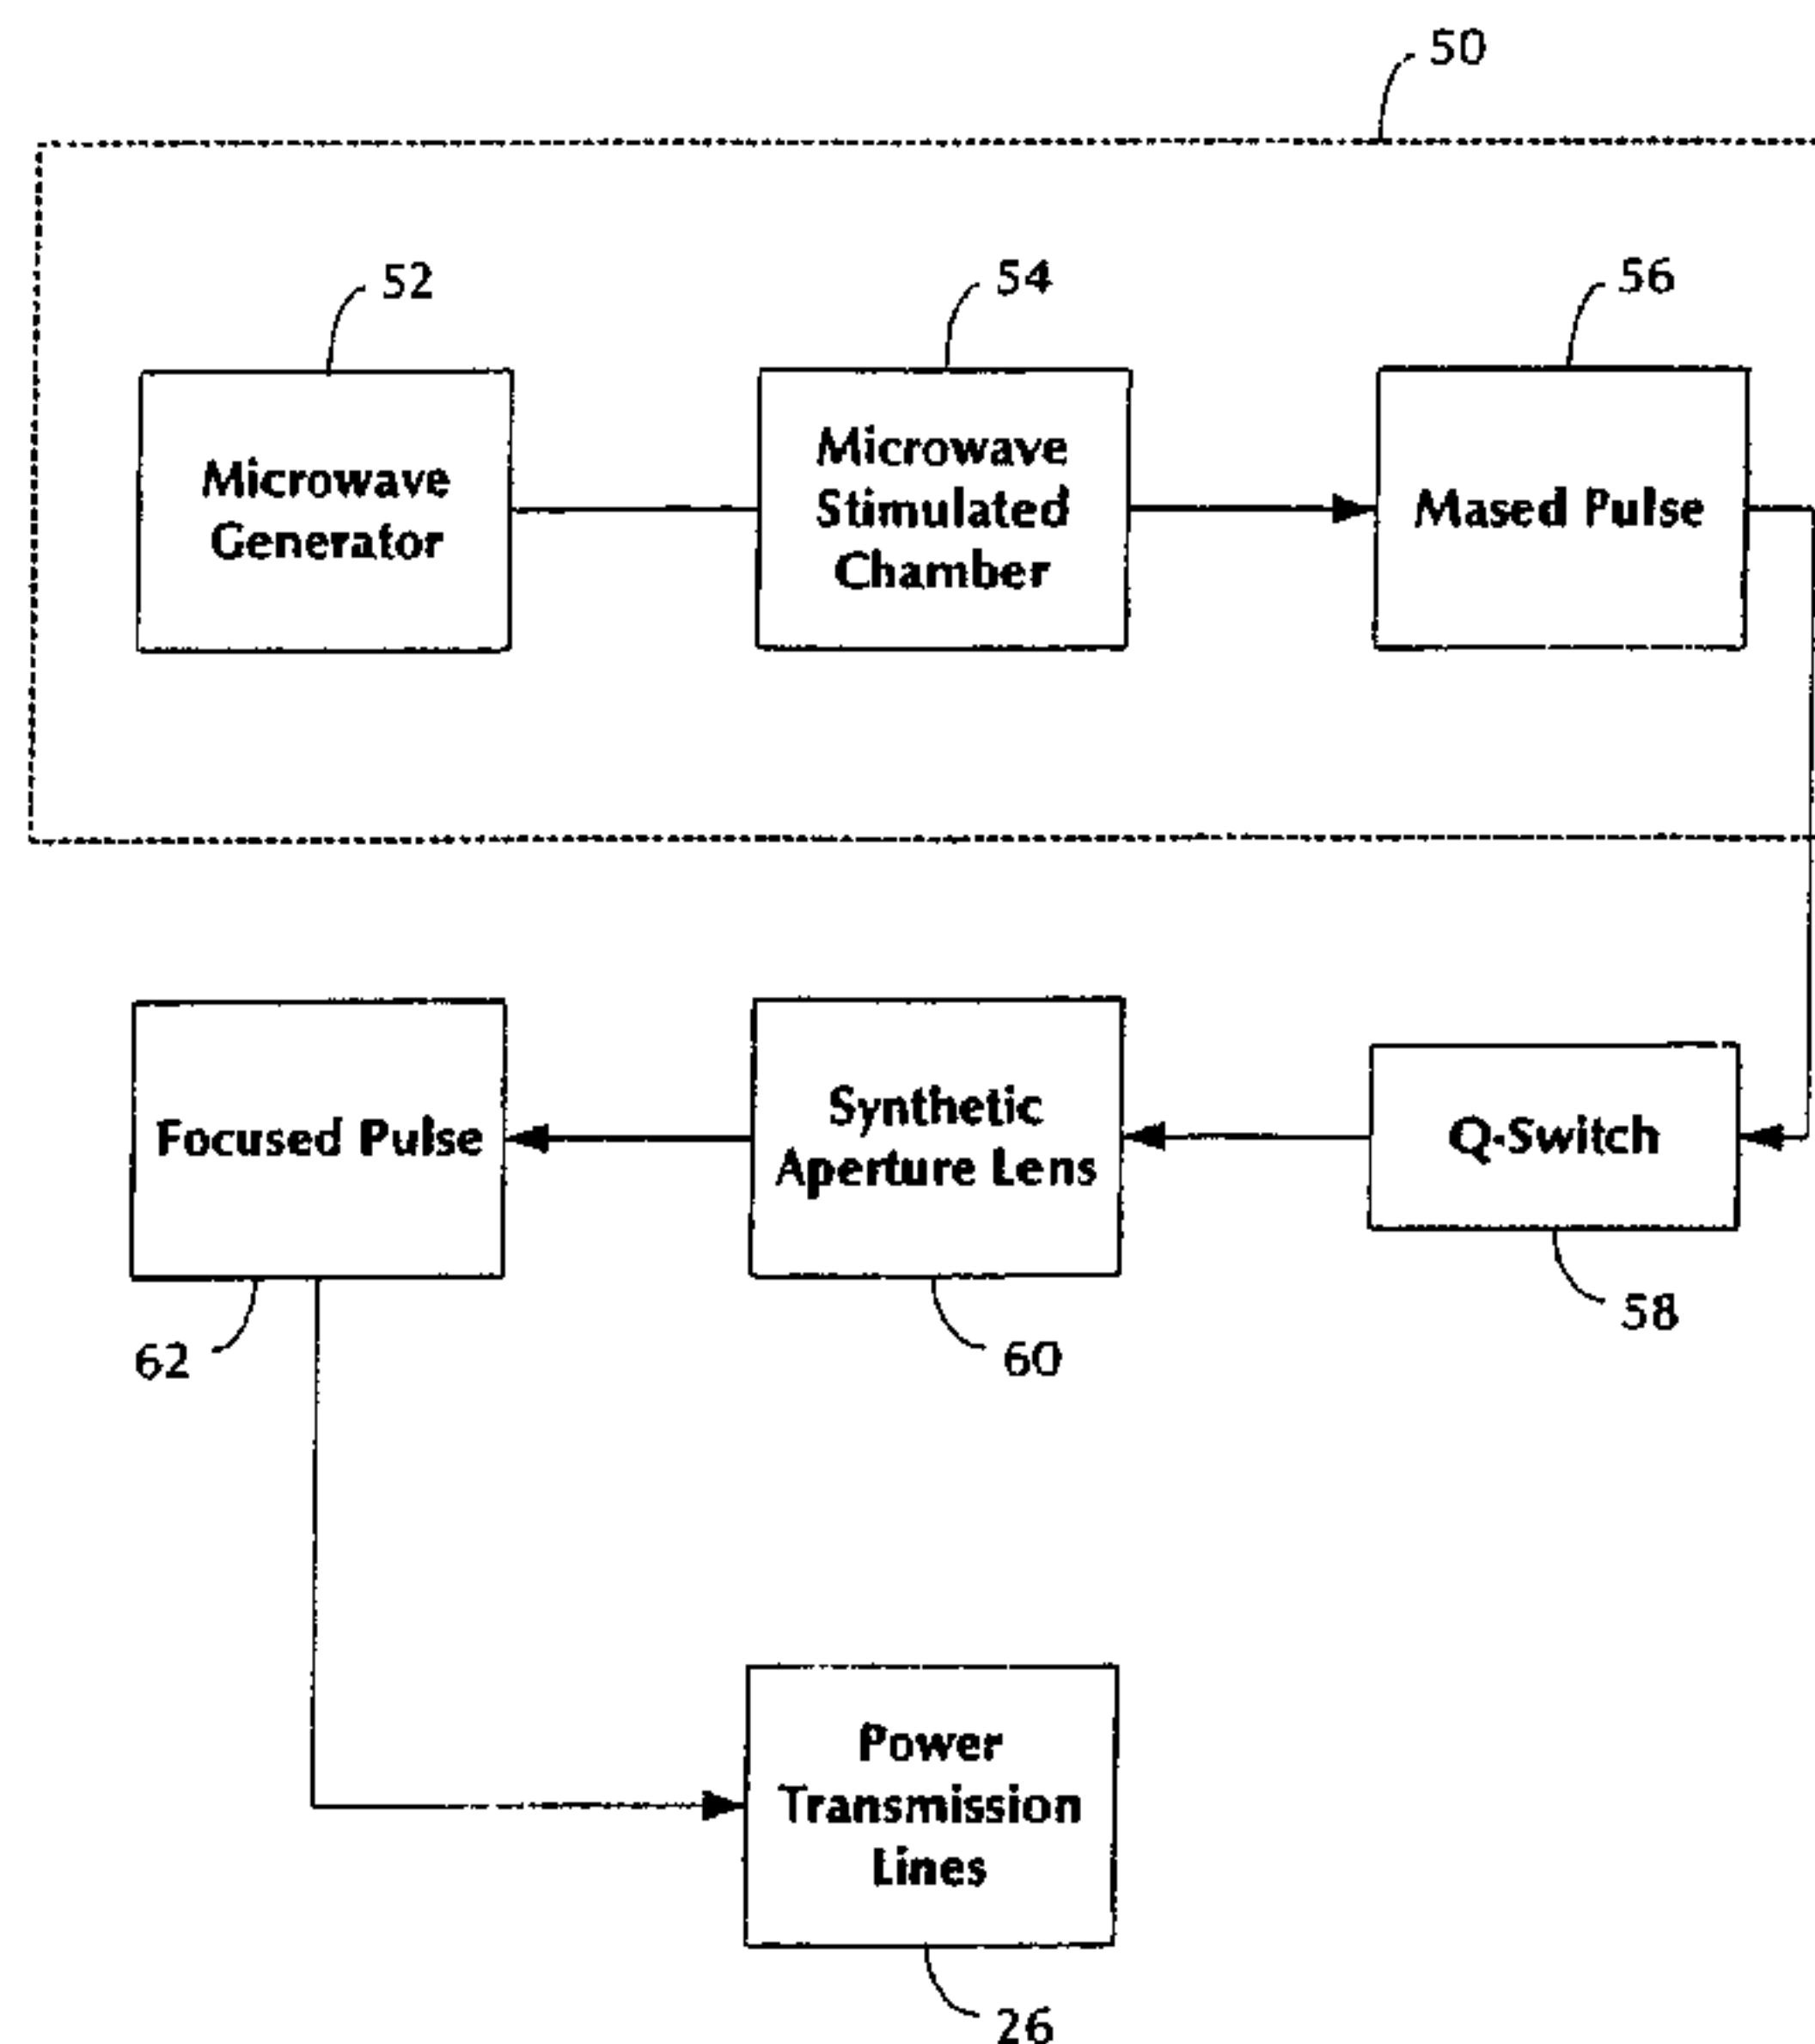 50
52
54
56
Microwave
Generator
Microwave
Stimulated
Chamber
Mased Pulse
Focused Pulse
Synthetic
Aperture Lens
Q-Switch
62
60
58
Power
Transmission
Lines
26